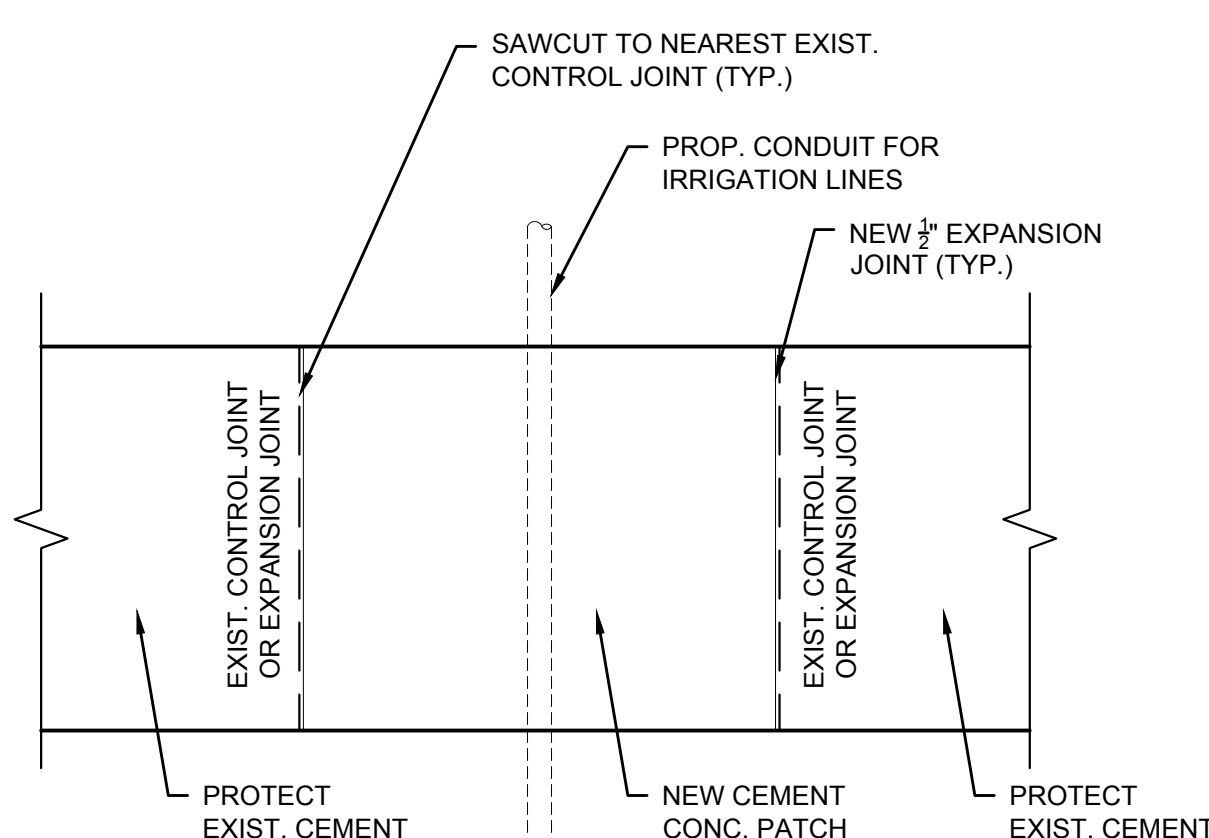 SAWCUT TO NEAREST EXIST.
CONTROL JOINT (TYP.)
PROP. CONDUIT FOR
IRRIGATION LINES
NEW ½" EXPANSION
JOINT (TYP.)
EXIST. CONTROL JOINT
OR EXPANSION JOINT
EXIST. CONTROL JOINT
OR EXPANSION JOINT
PROTECT
EXIST. CEMENT
NEW CEMENT
CONC. PATCH
PROTECT
EXIST. CEMENT